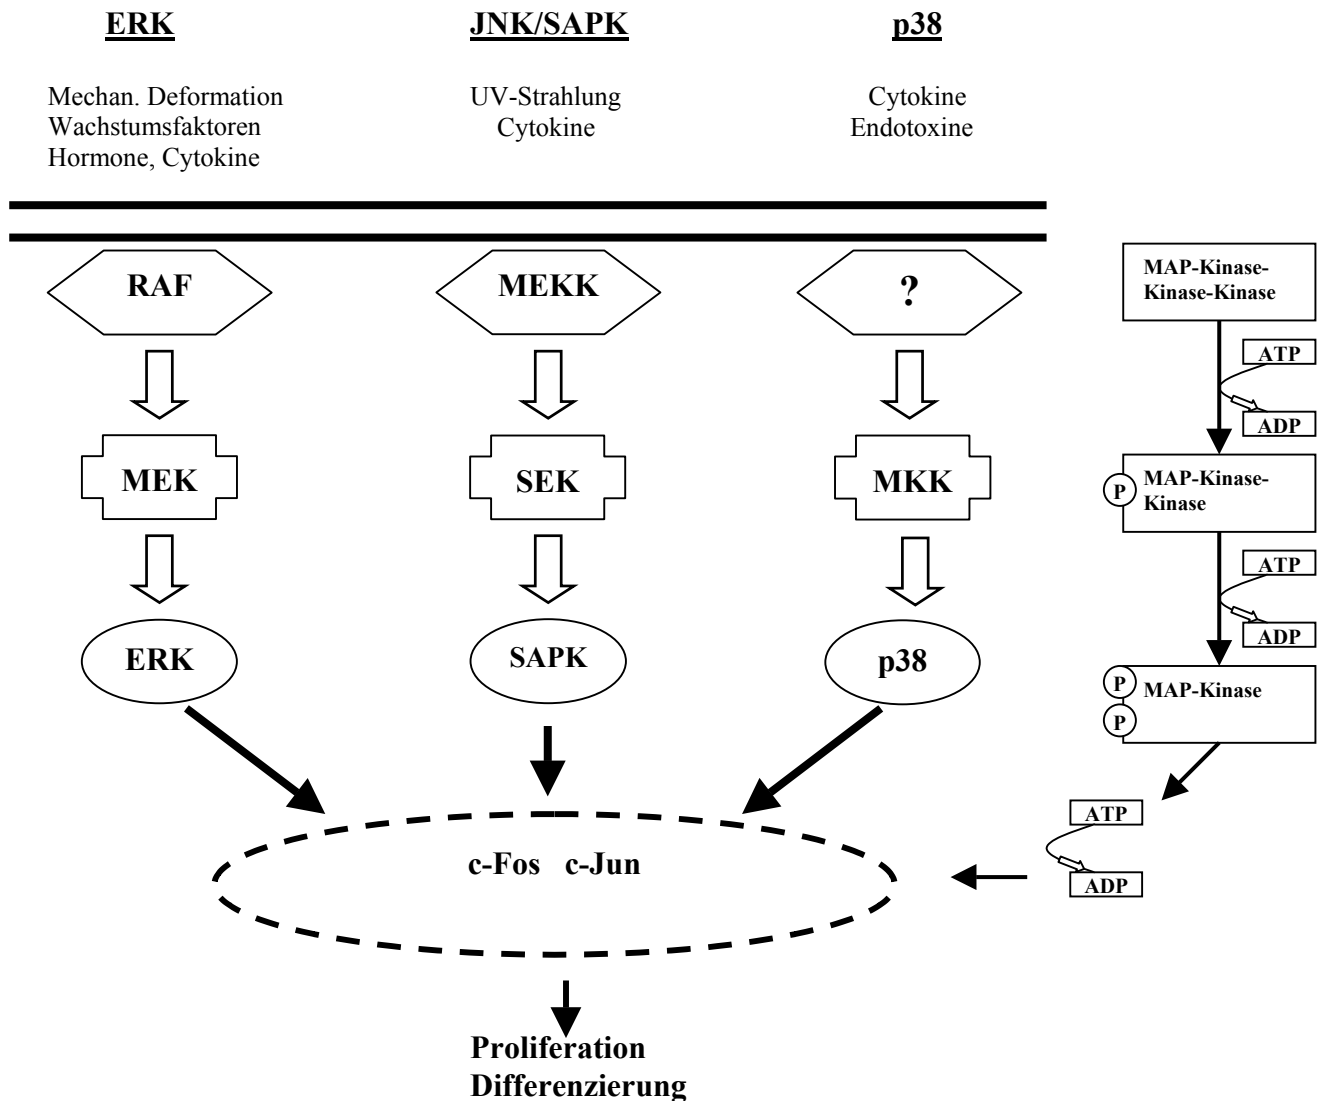 ERK
JNK/SAPK
p38
Mechan. Deformation
Wachstumsfaktoren
Hormone, Cytokine
UV-Strahlung
Cytokine
Cytokine
Endotoxine
RAF
MEKK
?
MAP-Kinase-
Kinase-Kinase
ATP
ADP
MEK
SEK
MKK
P
MAP-Kinase-
Kinase
ATP
ADP
ERK
SAPK
p38
P
MAP-Kinase
P
ATP
ADP
c-Fos c-Jun
Proliferation
Differenzierung